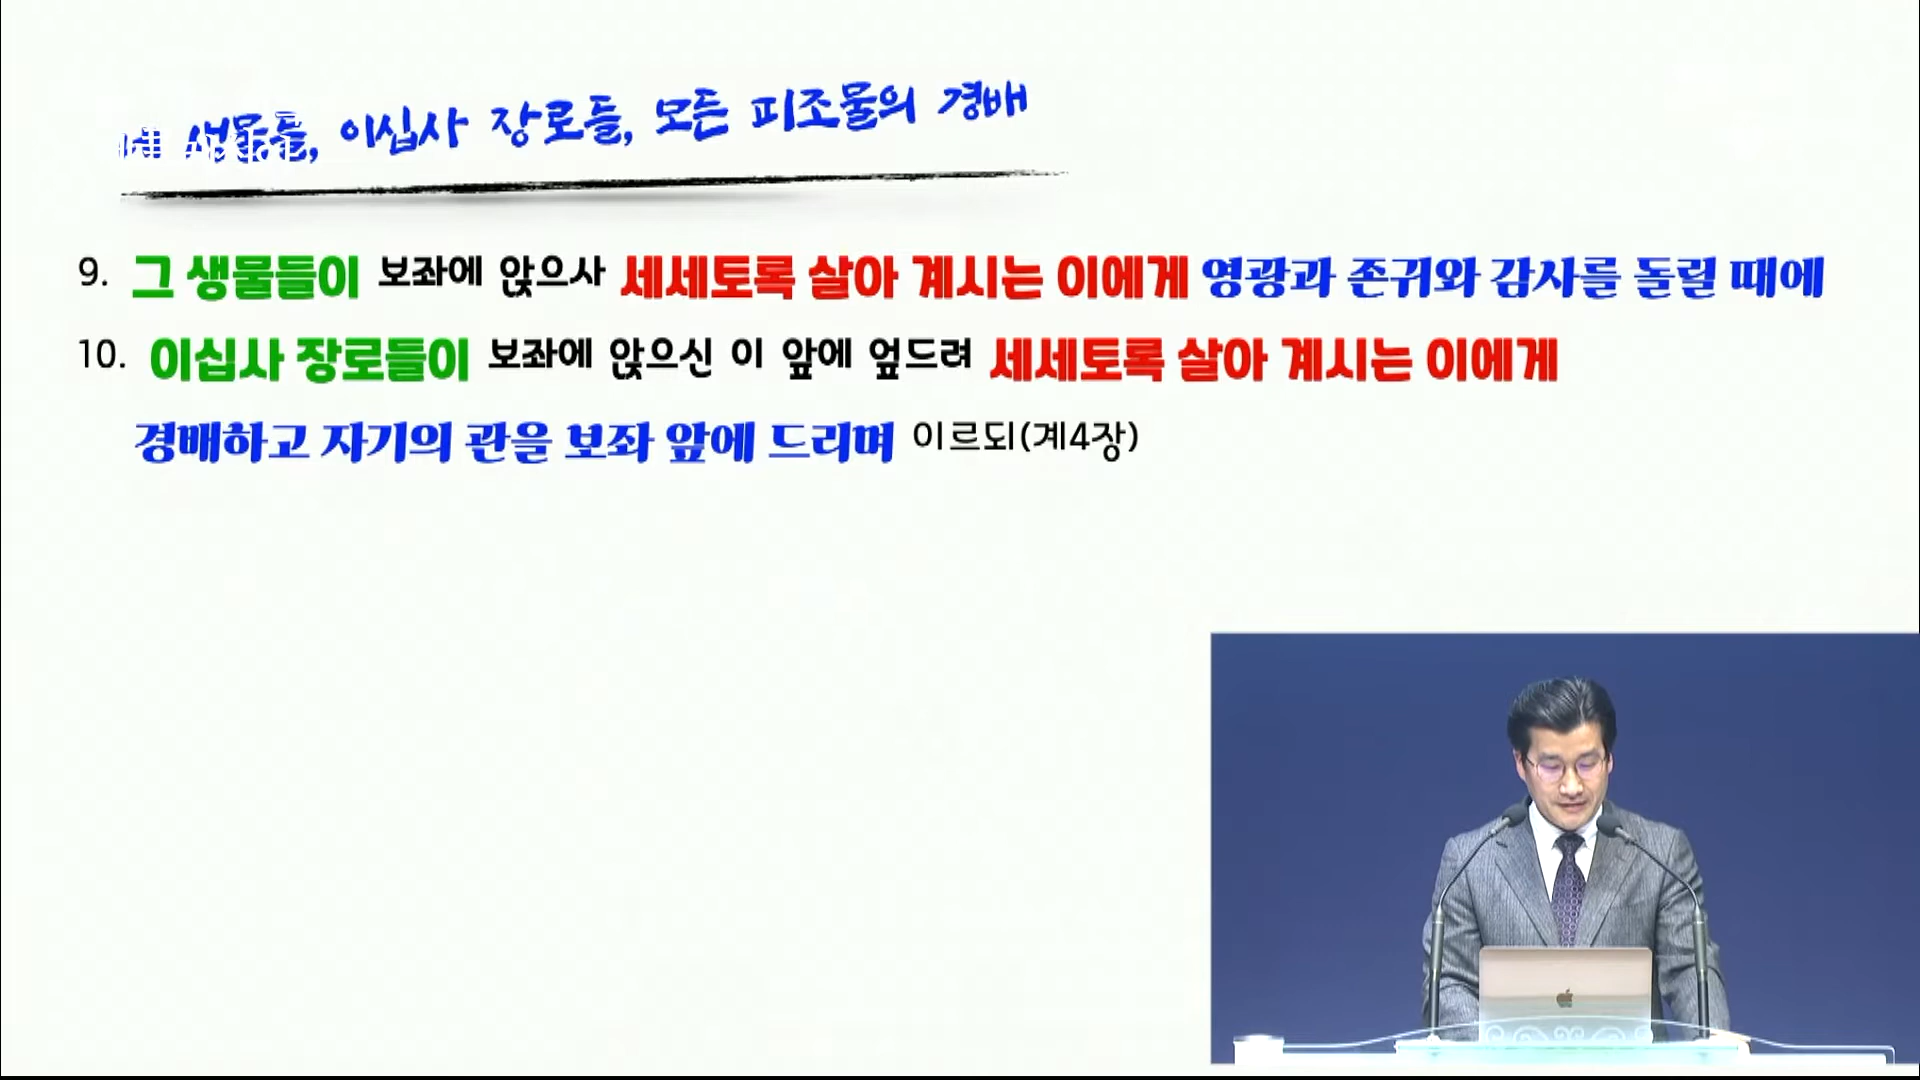 생물들, 이십사 장로들, 모든 피조물의 경배
9. 그 생물들이 보좌에 앉으사 세세토록 살아 계시는 이에게 영광과 존귀와 감사를 돌릴 때에
10. 이십사 장로들이 보좌에 앉으신 이 앞에 엎드려 세세토록 살아 계시는 이에게
경배하고 자기의 관을 보좌 앞에 드리며 이르되(계4장)